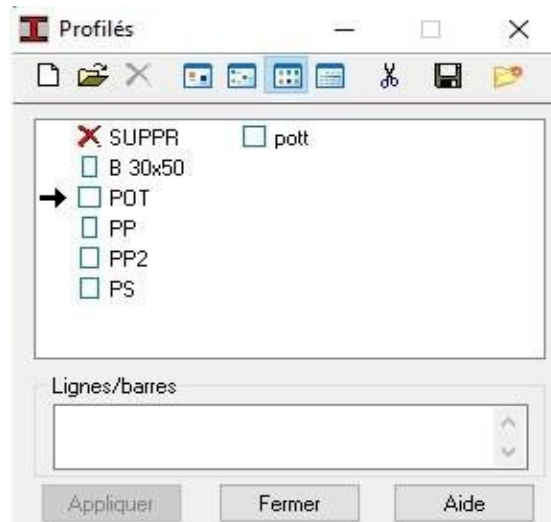 Profilés
SUPPR pott
B 30x50
POT
PP
PP2
PS
Lignes/barres
Appliquer Fermer Aide